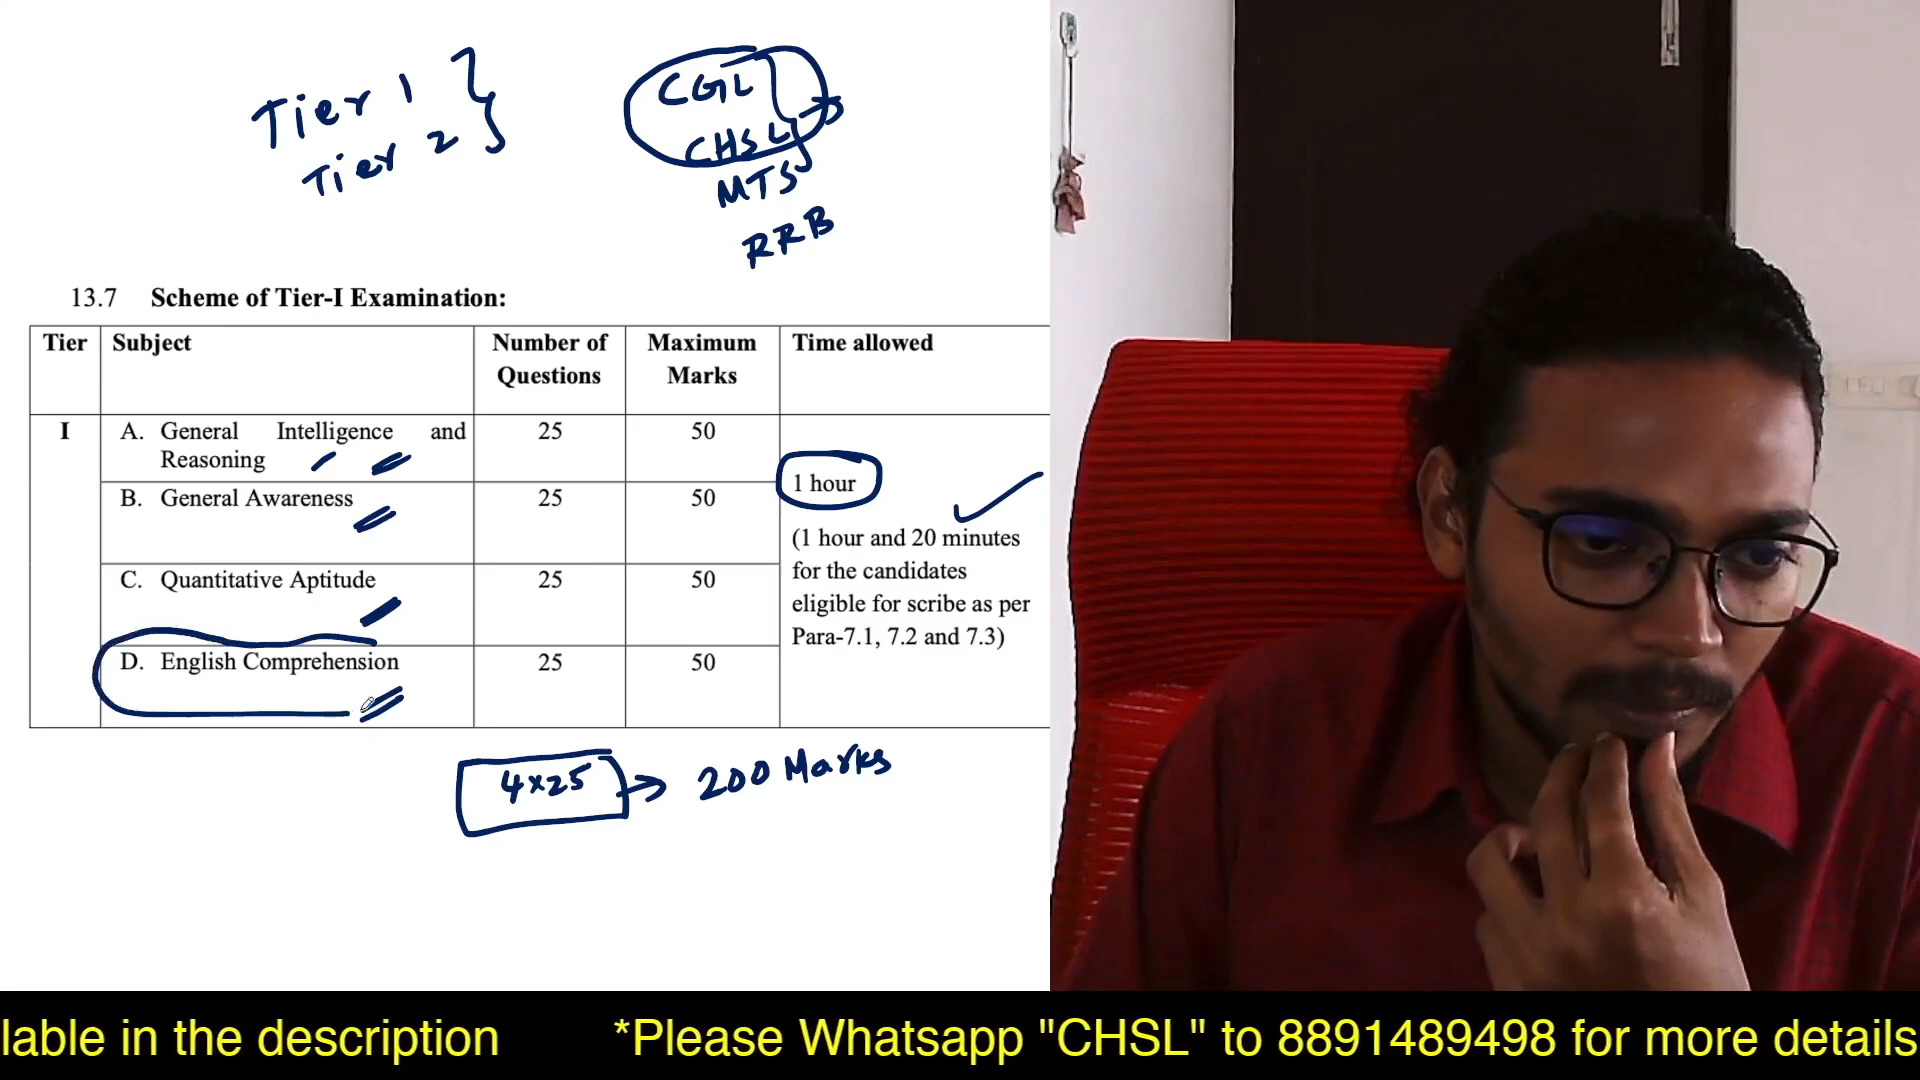 Tier 1
Tier 2
CGL
CHSL
MTS
RRB
13.7 Scheme of Tier-I Examination:
Tier Subject Number of Questions Maximum Marks Time allowed
I A. General Intelligence and Reasoning 25 50
B. General Awareness 25 50
C. Quantitative Aptitude 25 50
D. English Comprehension 25 50
1 hour
(1 hour and 20 minutes
for the candidates
eligible for scribe as per
Para-7.1, 7.2 and 7.3)
4x25 → 200 Marks
lable in the description *Please Whatsapp "CHSL" to 8891489498 for more details